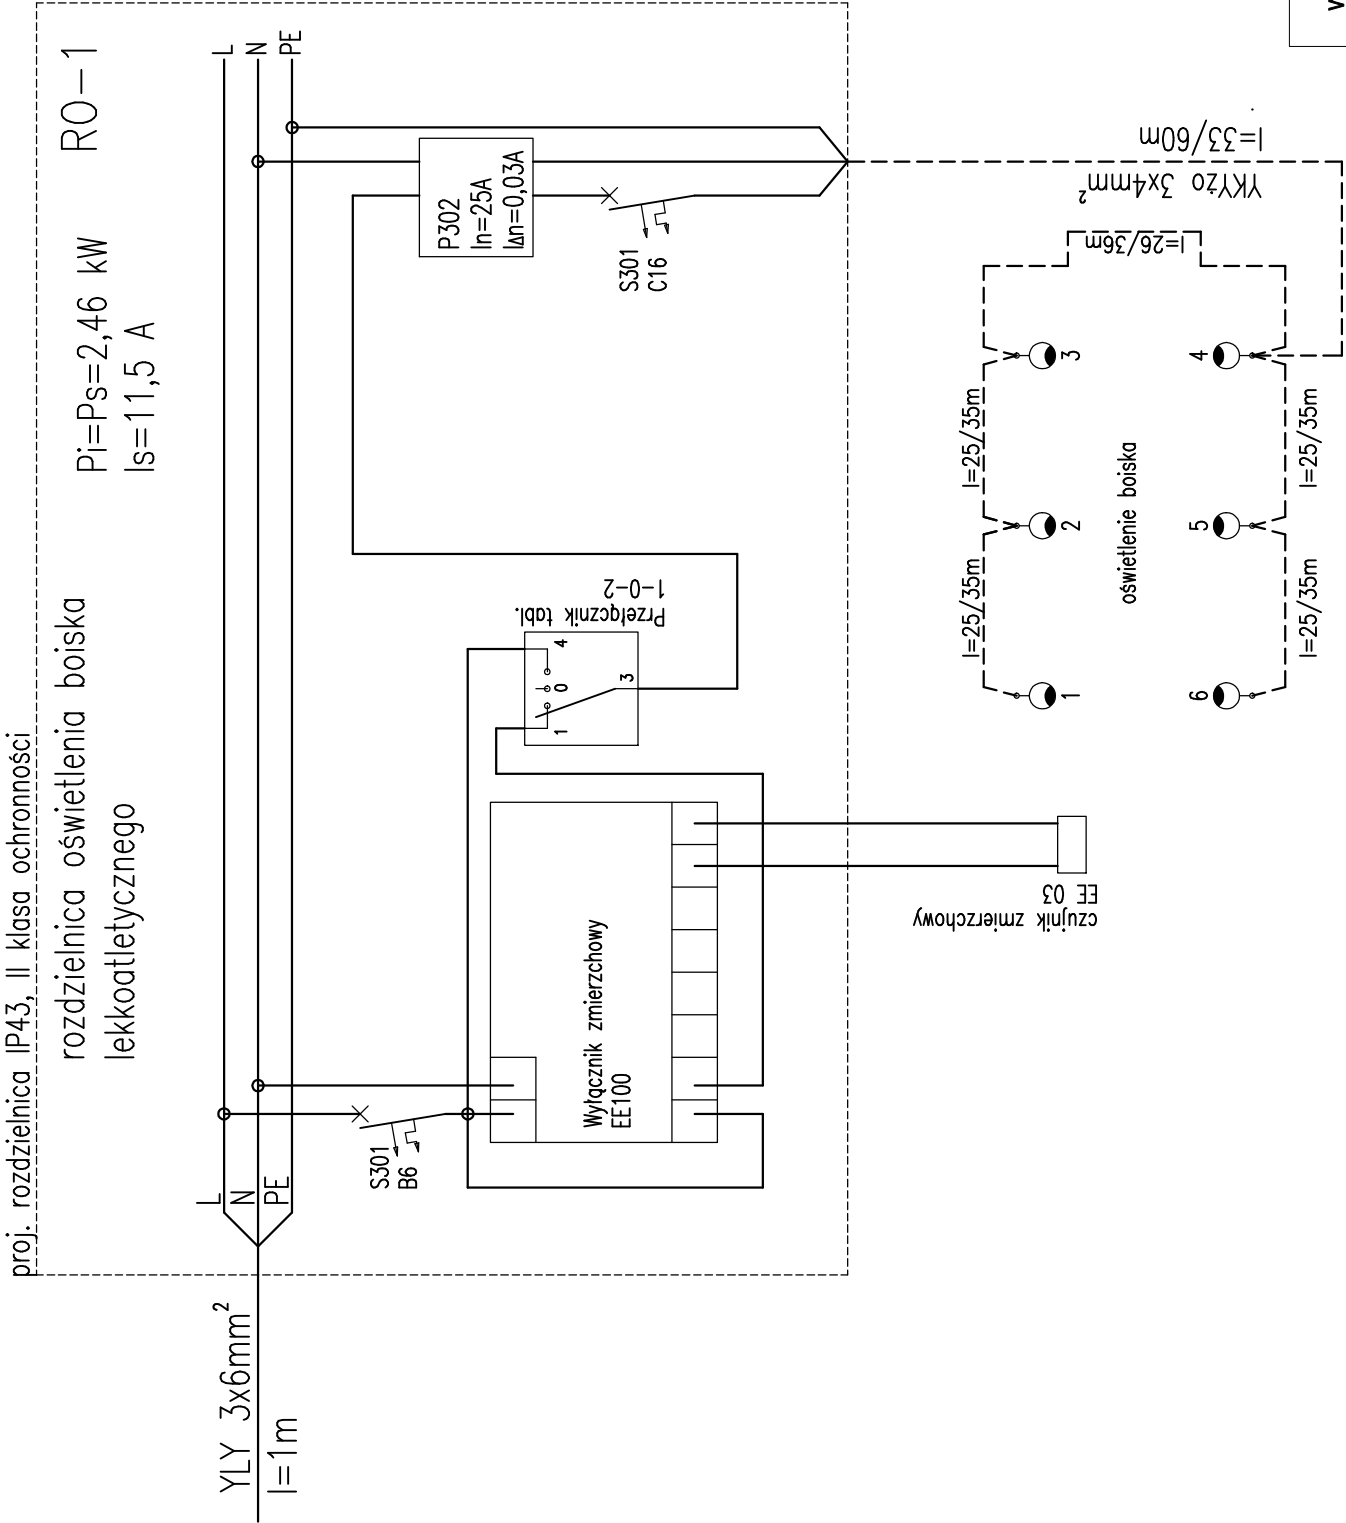 proj. rozdzielnica IP43, II klasa ochronności
rozdzielnica oświetlenia boiska
lekkoatletycznego
Pi=Ps=2,46 kW
Is=11,5 A
RO-1
YLY 3x6mm²
l=1m
L
N
PE
L
N
PE
S301
B6
Wyłącznik zmierzchowy
EE100
Przełącznik tabl.
1-0-2
1
0
4
3
P302
In=25A
IΔn=0,03A
S301
C16
czujnik zmierzchowy
EE 03
YKYżo 3x4mm²
l=33/60m
l=26/36m
l=25/35m
l=25/35m
1
2
3
oświetlenie boiska
6
5
4
l=25/35m
l=25/35m